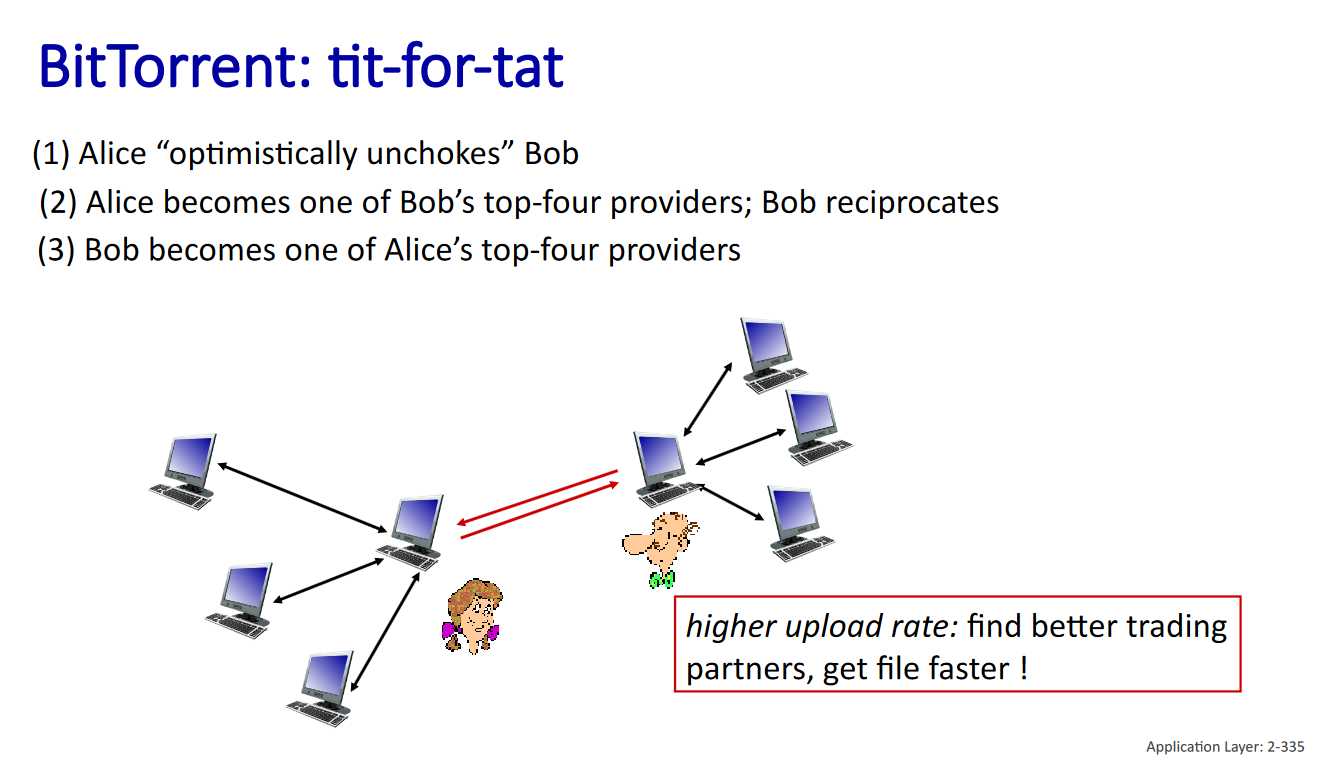 BitTorrent: tit-for-tat
(1) Alice “optimistically unchokes” Bob
(2) Alice becomes one of Bob’s top-four providers; Bob reciprocates
(3) Bob becomes one of Alice’s top-four providers
higher upload rate: find better trading
partners, get file faster !
Application Layer: 2-335